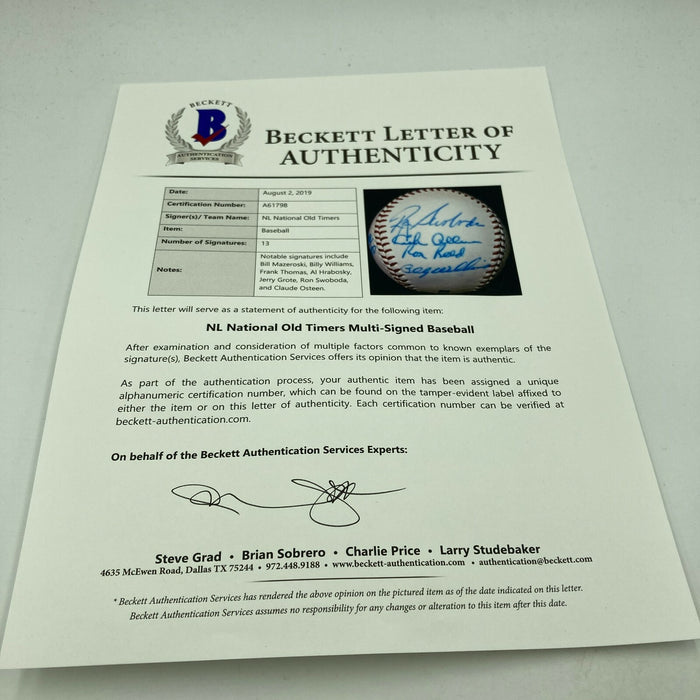 BECKETT
B
AUTHENTICATION
SERVICES
BECKETT LETTER OF
AUTHENTICITY
Date: August 2, 2019
Certification Number: A61798
Signer(s)/ Team Name: NL National Old Timers
Item: Baseball
Number of Signatures: 13
Notes: Notable signatures include
Bill Mazeroski, Billy Williams,
Frank Thomas, Al Hrabosky,
Jerry Grote, Ron Swoboda,
and Claude Osteen.
Ron Swoboda
Ron Reed
This letter will serve as a statement of authenticity for the following item:
NL National Old Timers Multi-Signed Baseball
After examination and consideration of multiple factors common to known exemplars of the
signature(s), Beckett Authentication Services offers its opinion that the item is authentic.
As part of the authentication process, your authentic item has been assigned a unique
alphanumeric certification number, which can be found on the tamper-evident label affixed to
either the item or on this letter of authenticity. Each certification number can be verified at
beckett-authentication.com.
On behalf of the Beckett Authentication Services Experts:
Steve Grad • Brian Sobrero • Charlie Price • Larry Studebaker
4635 McEwen Road, Dallas TX 75244 • 972.448.9188 • www.beckett-authentication.com • authentication@beckett.com
* Beckett Authentication Services has rendered the above opinion on the pictured item as of the date indicated on this letter.
Beckett Authentication Services assumes no responsibility for any changes or alteration to this item after this date.